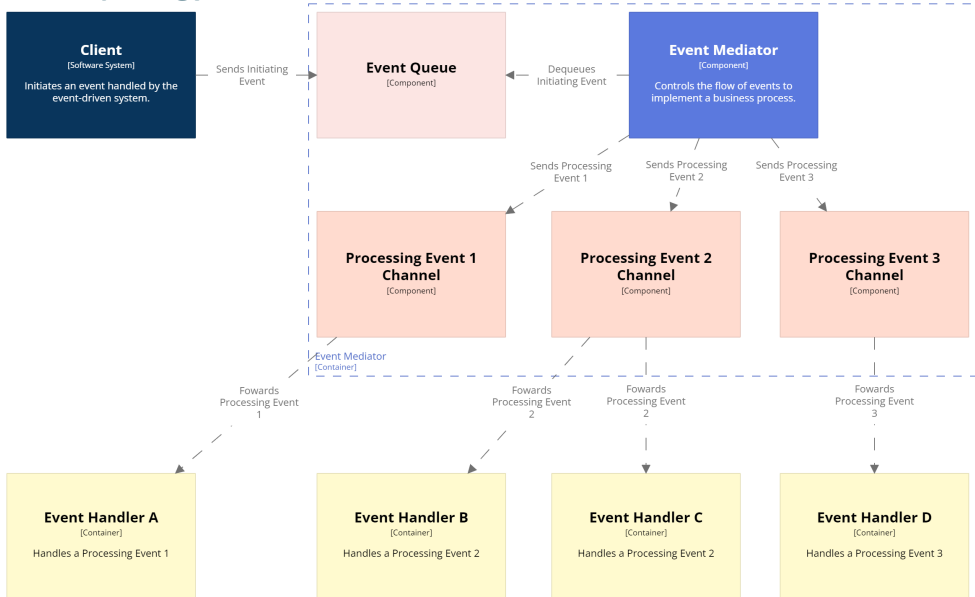 Client
[Software System]
Initiates an event handled by the
event-driven system.
Sends Initiating
Event
Event Queue
[Component]
Dequeues
Initiating Event
Event Mediator
[Component]
Controls the flow of events to
implement a business process.
Sends Processing
Event 1
Sends Processing
Event 2
Sends Processing
Event 3
Processing Event 1
Channel
[Component]
Processing Event 2
Channel
[Component]
Processing Event 3
Channel
[Component]
Event Mediator
[Container]
Fowards
Processing Event
1
Fowards
Processing Event
2
Fowards
Processing Event
2
Fowards
Processing Event
3
Event Handler A
[Container]
Handles a Processing Event 1
Event Handler B
[Container]
Handles a Processing Event 2
Event Handler C
[Container]
Handles a Processing Event 2
Event Handler D
[Container]
Handles a Processing Event 3